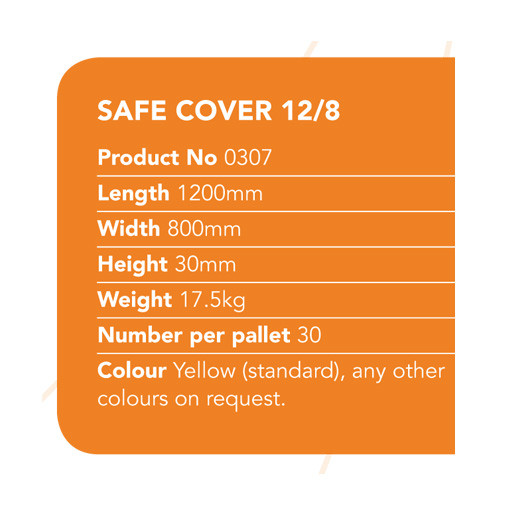 SAFE COVER 12/8
Product No 0307
Length 1200mm
Width 800mm
Height 30mm
Weight 17.5kg
Number per pallet 30
Colour Yellow (standard), any other
colours on request.